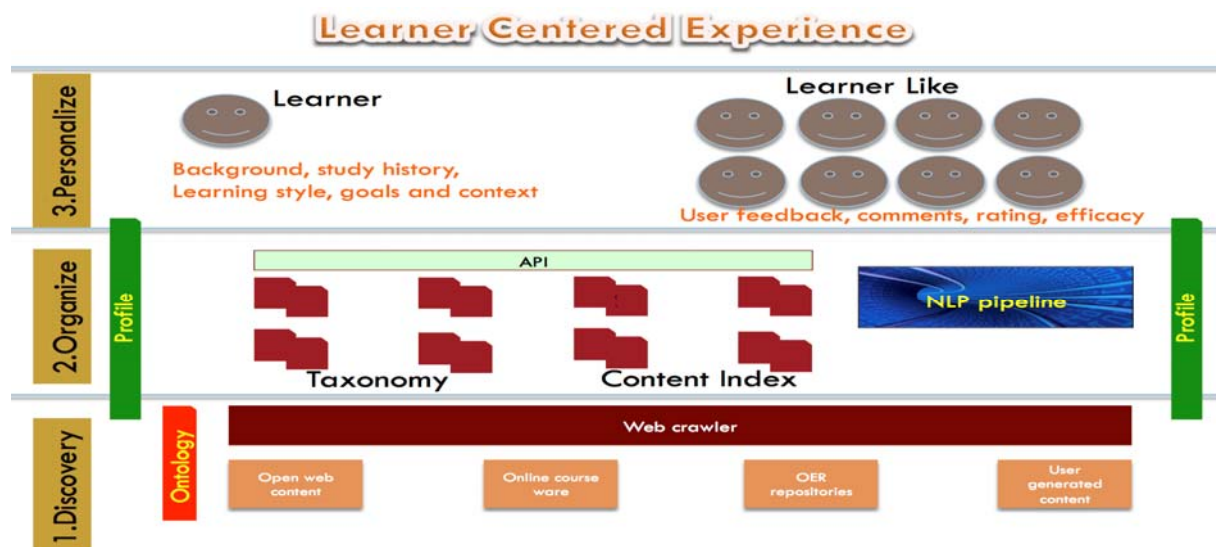 Learner Centered Experience
3.Personalize
Learner
Background, study history,
Learning style, goals and context
Learner Like
User feedback, comments, rating, efficacy
2.Organize
Profile
API
Taxonomy
Content Index
NLP pipeline
Profile
1.Discovery
Ontology
Web crawler
Open web
content
Online course
ware
OER
repositories
User
generated
content